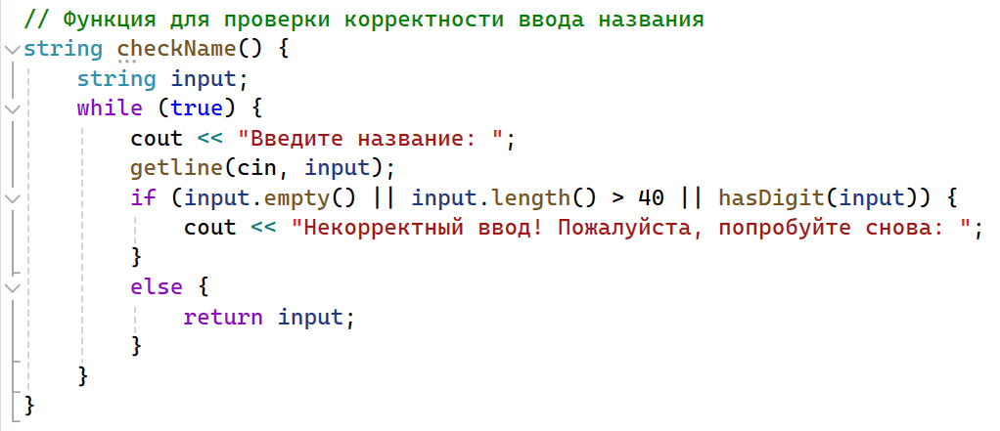 // Функция для проверки корректности ввода названия
string checkName() {
    string input;
    while (true) {
        cout << "Введите название: ";
        getline(cin, input);
        if (input.empty() || input.length() > 40 || hasDigit(input)) {
            cout << "Некорректный ввод! Пожалуйста, попробуйте снова: ";
        }
        else {
            return input;
        }
    }
}